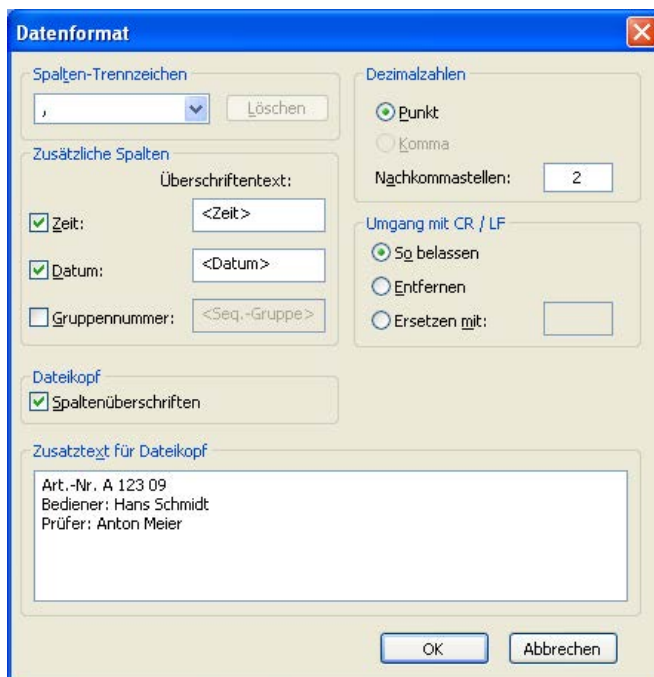 Datenformat
Spalten-Trennzeichen
,
Löschen
Zusätzliche Spalten
Überschriftentext:
Zeit:
<Zeit>
Datum:
<Datum>
Gruppennummer:
<Seq.-Gruppe>
Dateikopf
Spaltenüberschriften
Dezimalzahlen
Punkt
Komma
Nachkommastellen:
2
Umgang mit CR / LF
So belassen
Entfernen
Ersetzen mit:
Zusatztext für Dateikopf
Art.-Nr. A 123 09
Bediener: Hans Schmidt
Prüfer: Anton Meier
OK
Abbrechen